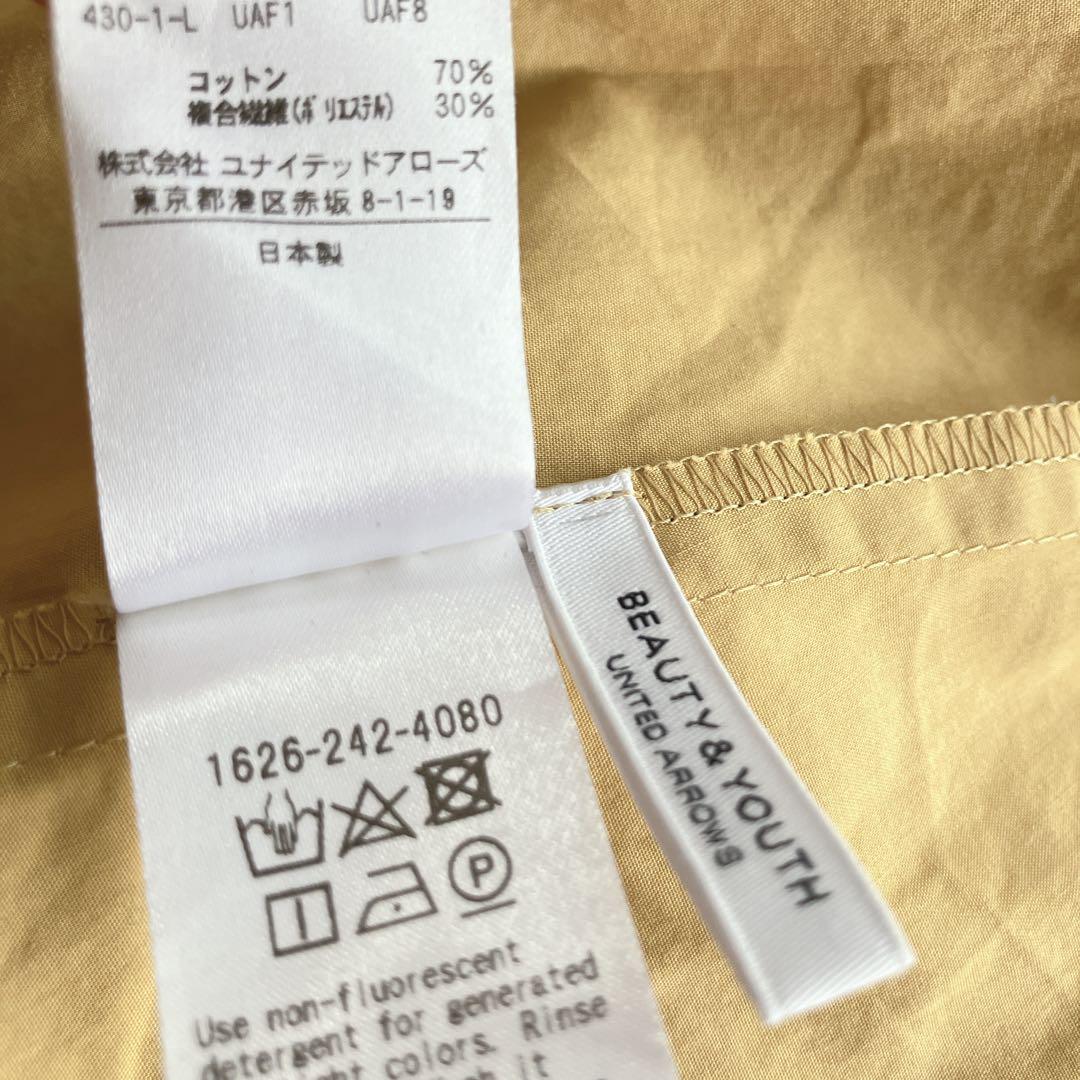 430-1-L UAF1 UAF8
コットン 70%
複合繊維(ポリエステル) 30%
株式会社 ユナイテッドアローズ
東京都港区赤坂 8-1-19
日本製
1626-242-4080
P
Use non-fluorescent
detergent for generated
colors. Rinse
it
BEAUTY & YOUTH
UNITED ARROWS